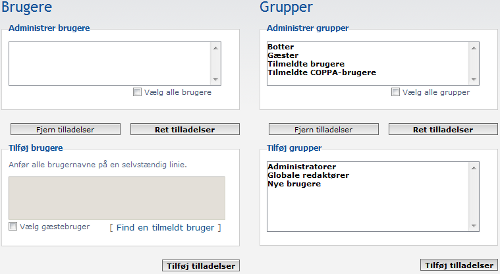 Brugere
Administrer brugere
Vælg alle brugere
Fjern tilladelser
Ret tilladelser
Tilføj brugere
Anfør alle brugernavne på en selvstændig linie.
Vælg gæstebruger
[ Find en tilmeldt bruger ]
Tilføj tilladelser
Grupper
Administrer grupper
Botter
Gæster
Tilmeldte brugere
Tilmeldte COPPA-brugere
Vælg alle grupper
Fjern tilladelser
Ret tilladelser
Tilføj grupper
Administratorer
Globale redaktører
Nye brugere
Tilføj tilladelser